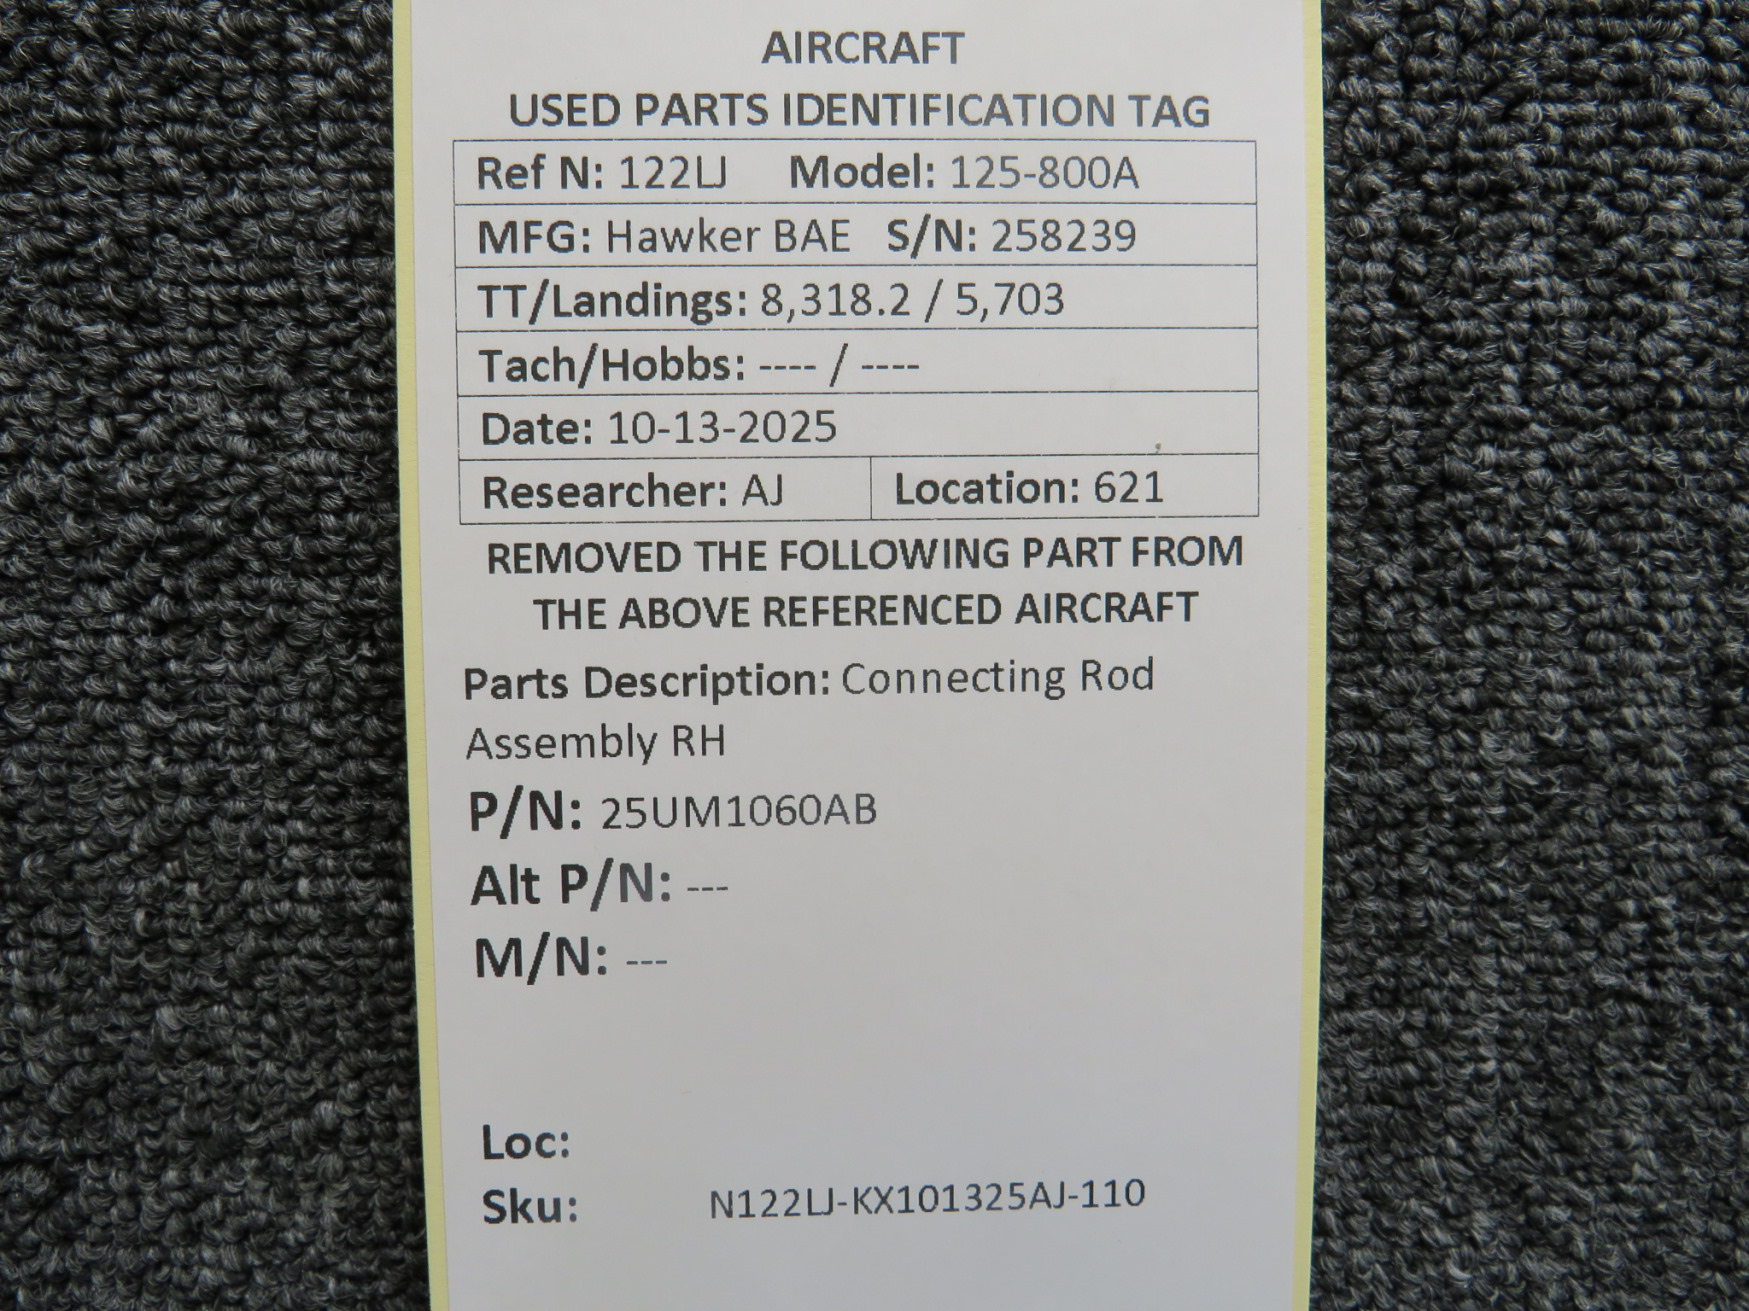 AIRCRAFT
USED PARTS IDENTIFICATION TAG
Ref N: 122LJ Model: 125-800A
MFG: Hawker BAE S/N: 258239
TT/Landings: 8,318.2 / 5,703
Tach/Hobbs: ---- / ----
Date: 10-13-2025
Researcher: AJ Location: 621
REMOVED THE FOLLOWING PART FROM
THE ABOVE REFERENCED AIRCRAFT
Parts Description: Connecting Rod
Assembly RH
P/N: 25UM1060AB
Alt P/N: ---
M/N: ---
Loc:
Sku: N122LJ-KX101325AJ-110